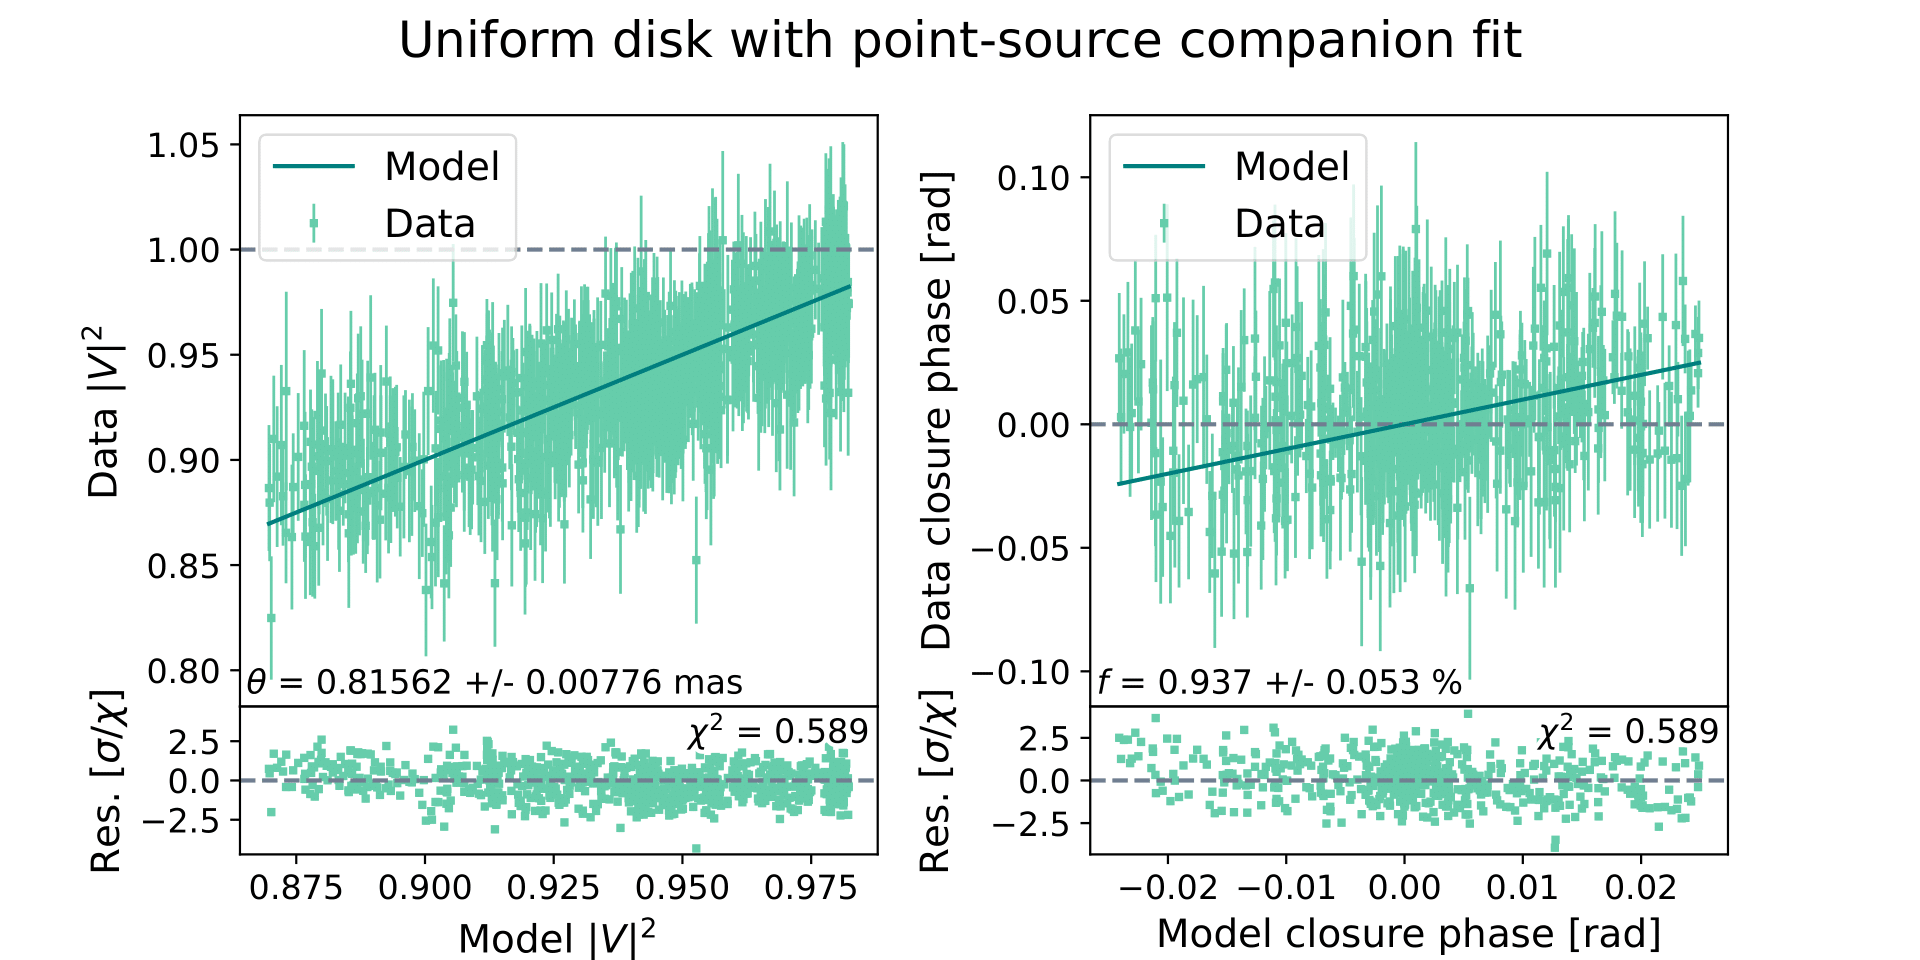 Uniform disk with point-source companion fit
Model
Data
1.05
1.00
0.95
0.90
0.85
0.80
Data |V|²
θ = 0.81562 +/- 0.00776 mas
χ² = 0.589
2.5
0.0
−2.5
Res. [σ/χ]
0.875 0.900 0.925 0.950 0.975
Model |V|²
Model
Data
0.10
0.05
0.00
−0.05
−0.10
Data closure phase [rad]
f = 0.937 +/- 0.053 %
χ² = 0.589
2.5
0.0
−2.5
Res. [σ/χ]
−0.02 −0.01 0.00 0.01 0.02
Model closure phase [rad]